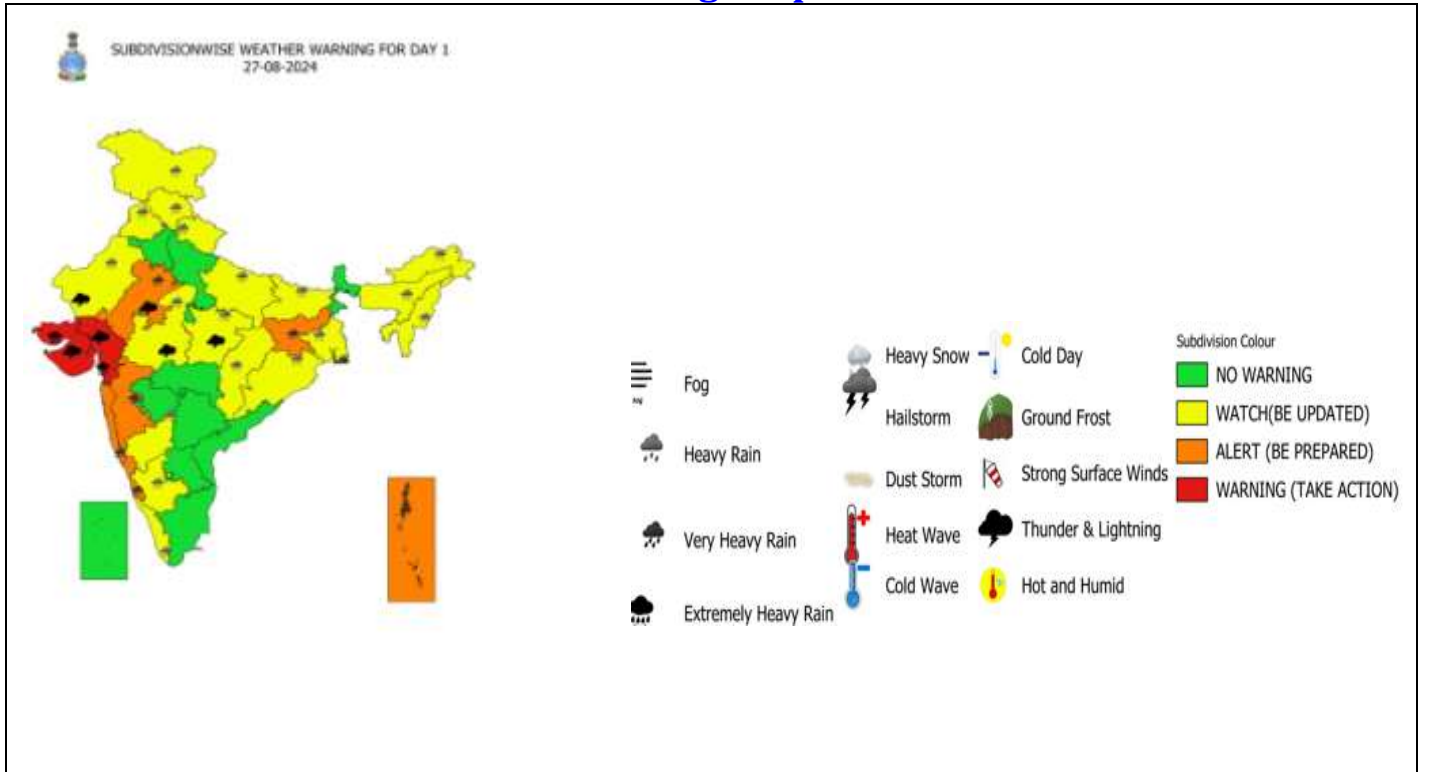 SUBDIVISIONWISE WEATHER WARNING FOR DAY 1
27-08-2024
Fog
Heavy Rain
Very Heavy Rain
Extremely Heavy Rain
Heavy Snow
Hailstorm
Dust Storm
Heat Wave
Cold Wave
Cold Day
Ground Frost
Strong Surface Winds
Thunder & Lightning
Hot and Humid
Subdivision Colour
NO WARNING
WATCH(BE UPDATED)
ALERT (BE PREPARED)
WARNING (TAKE ACTION)